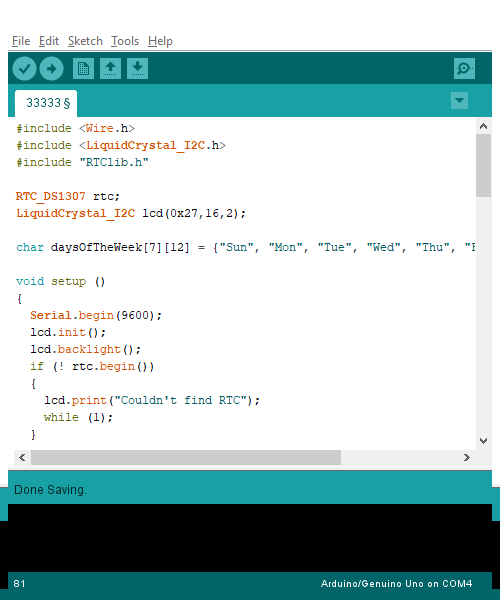 File Edit Sketch Tools Help
33333 §
#include <Wire.h>
#include <LiquidCrystal_I2C.h>
#include "RTClib.h"
RTC_DS1307 rtc;
LiquidCrystal_I2C lcd(0x27,16,2);
char daysOfTheWeek[7][12] = {"Sun", "Mon", "Tue", "Wed", "Thu", "
void setup ()
{
Serial.begin(9600);
lcd.init();
lcd.backlight();
if (! rtc.begin())
{
lcd.print("Couldn't find RTC");
while (1);
}
Done Saving.
81 Arduino/Genuino Uno on COM4